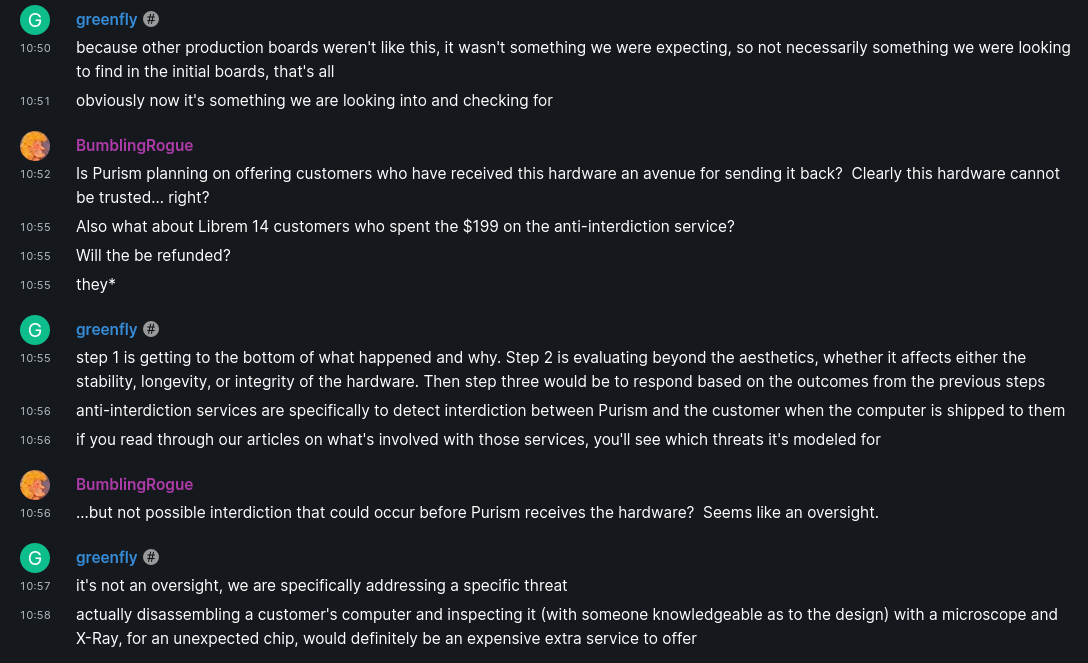 G greenfly #
10:50 because other production boards weren't like this, it wasn't something we were expecting, so not necessarily something we were looking
to find in the initial boards, that's all
10:51 obviously now it's something we are looking into and checking for
BumblingRogue
10:52 Is Purism planning on offering customers who have received this hardware an avenue for sending it back?  Clearly this hardware cannot
be trusted... right?
10:55 Also what about Librem 14 customers who spent the $199 on the anti-interdiction service?
10:55 Will the be refunded?
10:55 they*
G greenfly #
10:55 step 1 is getting to the bottom of what happened and why. Step 2 is evaluating beyond the aesthetics, whether it affects either the
stability, longevity, or integrity of the hardware. Then step three would be to respond based on the outcomes from the previous steps
10:56 anti-interdiction services are specifically to detect interdiction between Purism and the customer when the computer is shipped to them
10:56 if you read through our articles on what's involved with those services, you'll see which threats it's modeled for
BumblingRogue
10:56 ...but not possible interdiction that could occur before Purism receives the hardware?  Seems like an oversight.
G greenfly #
10:57 it's not an oversight, we are specifically addressing a specific threat
10:58 actually disassembling a customer's computer and inspecting it (with someone knowledgeable as to the design) with a microscope and
X-Ray, for an unexpected chip, would definitely be an expensive extra service to offer